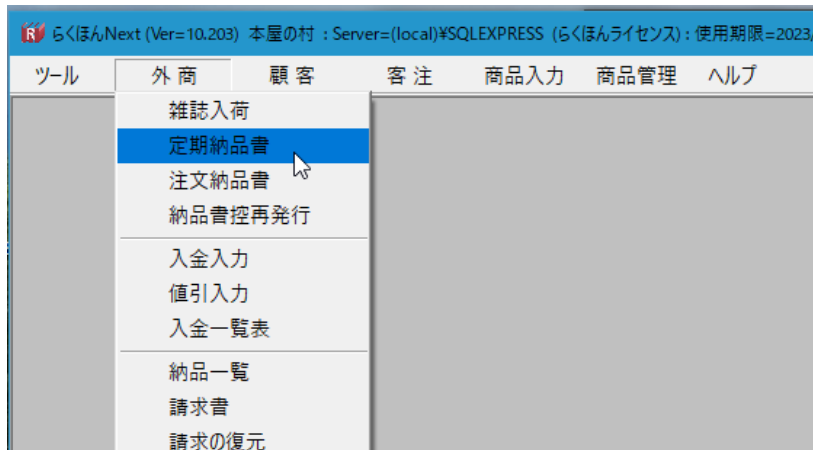 らくほんNext (Ver=10.203) 本屋の村 : Server=(local)¥SQLEXPRESS (らくほんライセンス) : 使用期限=2023/
ツール 外 商 顧 客 客 注 商品入力 商品管理 ヘルプ
雑誌入荷
定期納品書
注文納品書
納品書控再発行
入金入力
値引入力
入金一覧表
納品一覧
請求書
請求の復元